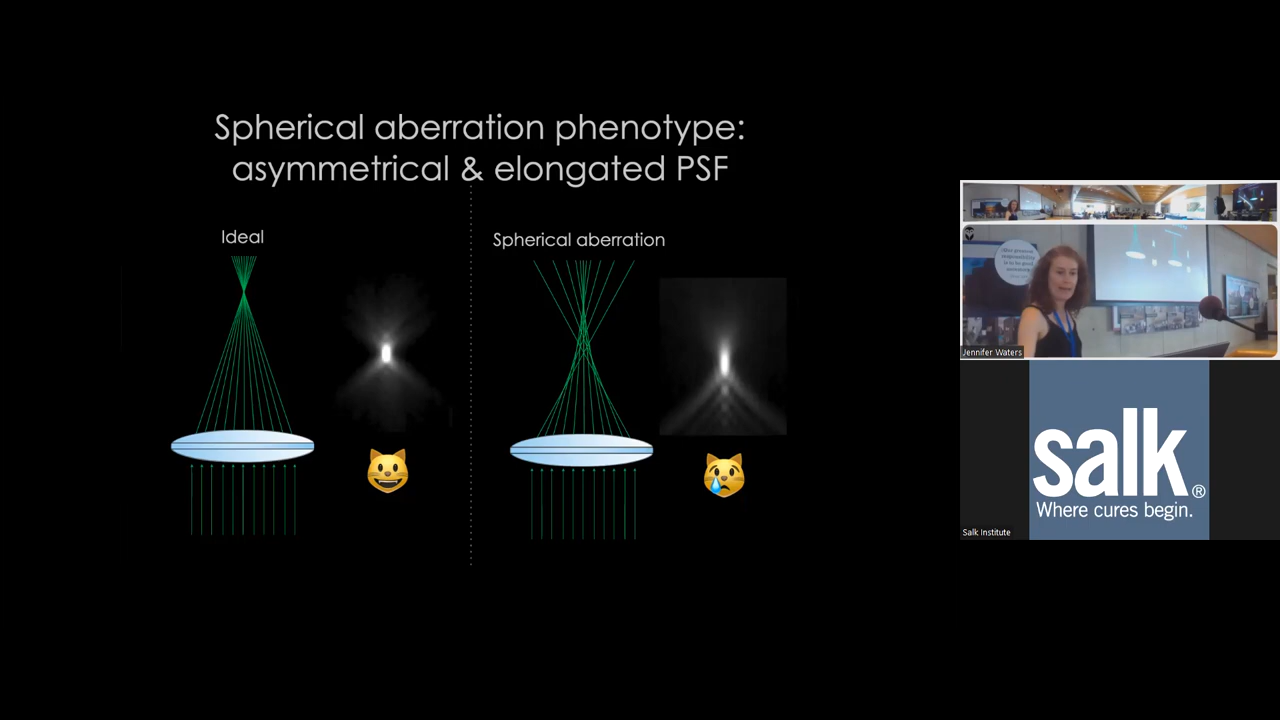 Spherical aberration phenotype:
asymmetrical & elongated PSF
Ideal
Spherical aberration
Jennifer Waters
salk®
Where cures begin.
Salk Institute